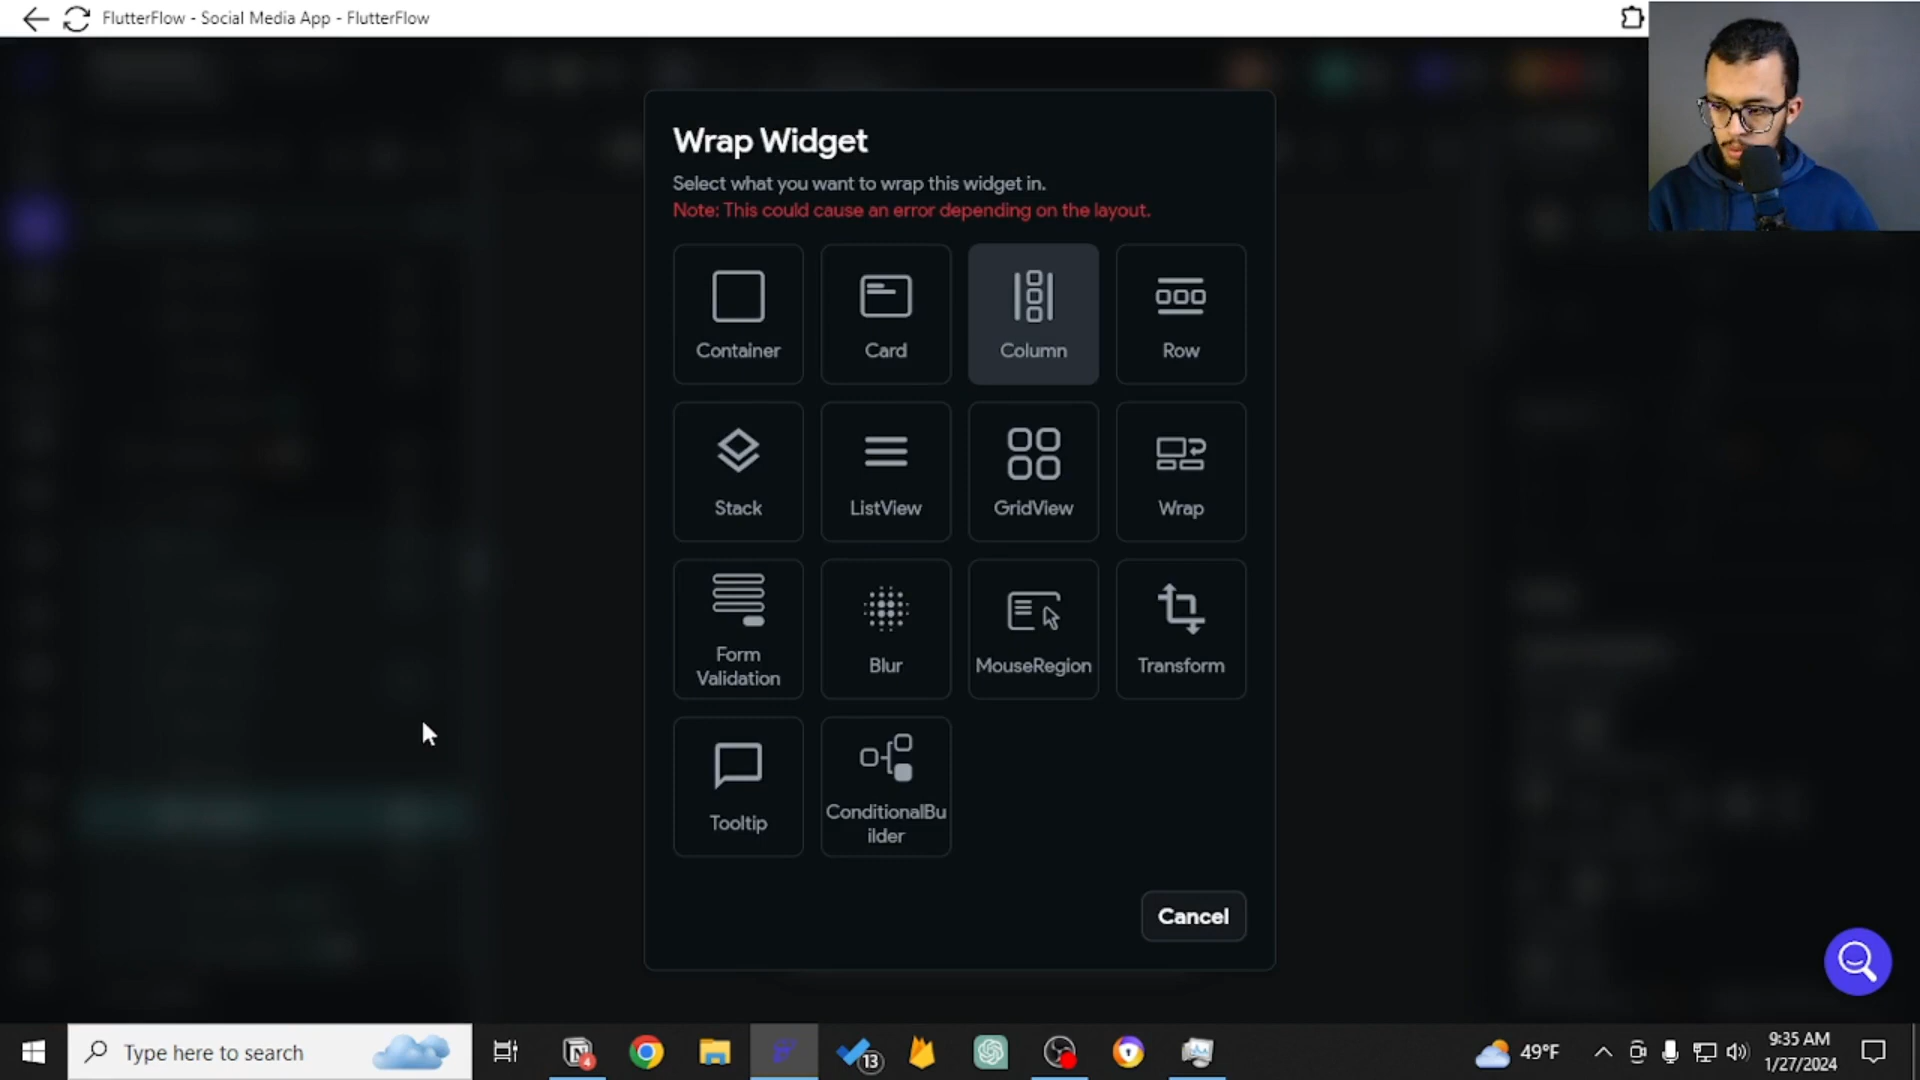 FlutterFlow - Social Media App - FlutterFlow
Wrap Widget
Select what you want to wrap this widget in.
Note: This could cause an error depending on the layout.
Container
Card
Column
Row
Stack
ListView
GridView
Wrap
Form
Validation
Blur
MouseRegion
Transform
Tooltip
ConditionalBu
ilder
Cancel
Type here to search
4
13
49°F
9:35 AM
1/27/2024